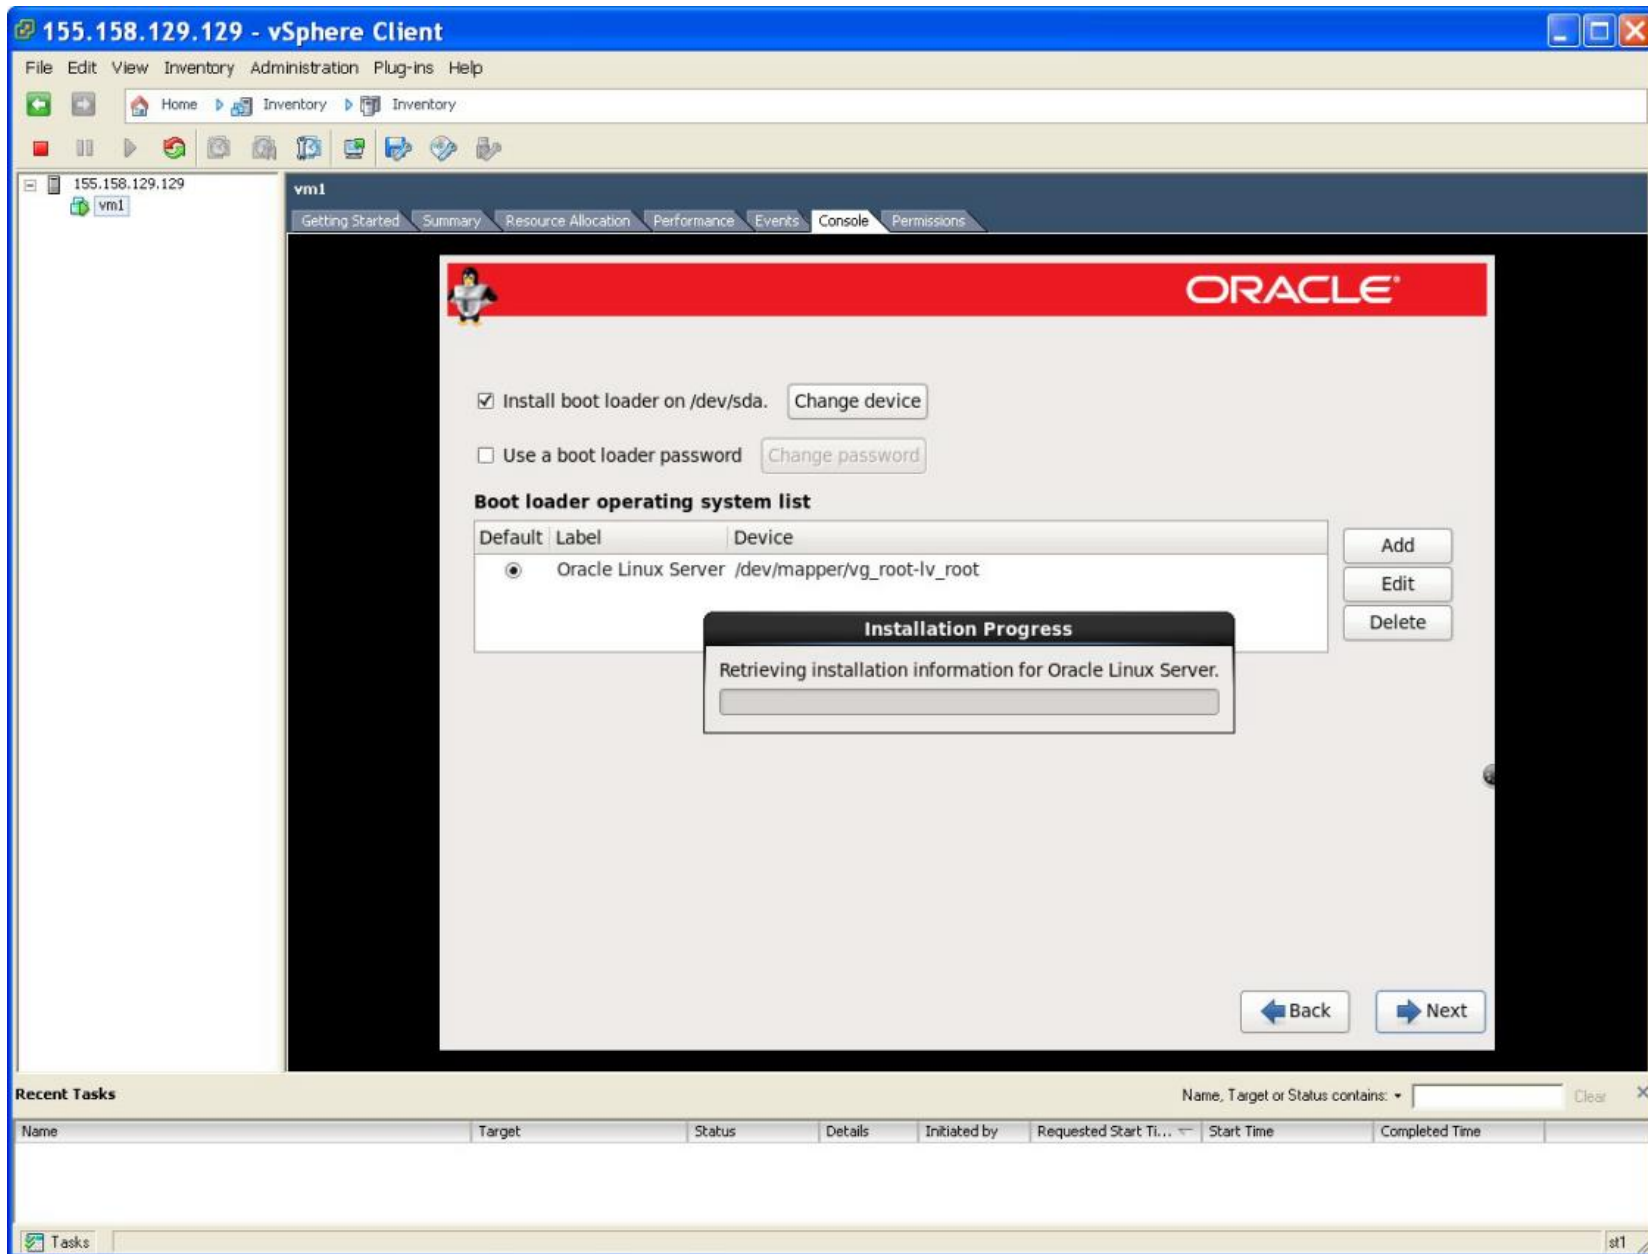 155.158.129.129 - vSphere Client
File Edit View Inventory Administration Plug-ins Help
Home Inventory Inventory
155.158.129.129
vm1
vm1
Getting Started Summary Resource Allocation Performance Events Console Permissions
ORACLE
Install boot loader on /dev/sda. Change device
Use a boot loader password Change password
Boot loader operating system list
Default Label Device
Oracle Linux Server /dev/mapper/vg_root-lv_root
Add
Edit
Delete
Installation Progress
Retrieving installation information for Oracle Linux Server.
Back Next
Recent Tasks Name, Target or Status contains: Clear
Name Target Status Details Initiated by Requested Start Ti... Start Time Completed Time
Tasks st1